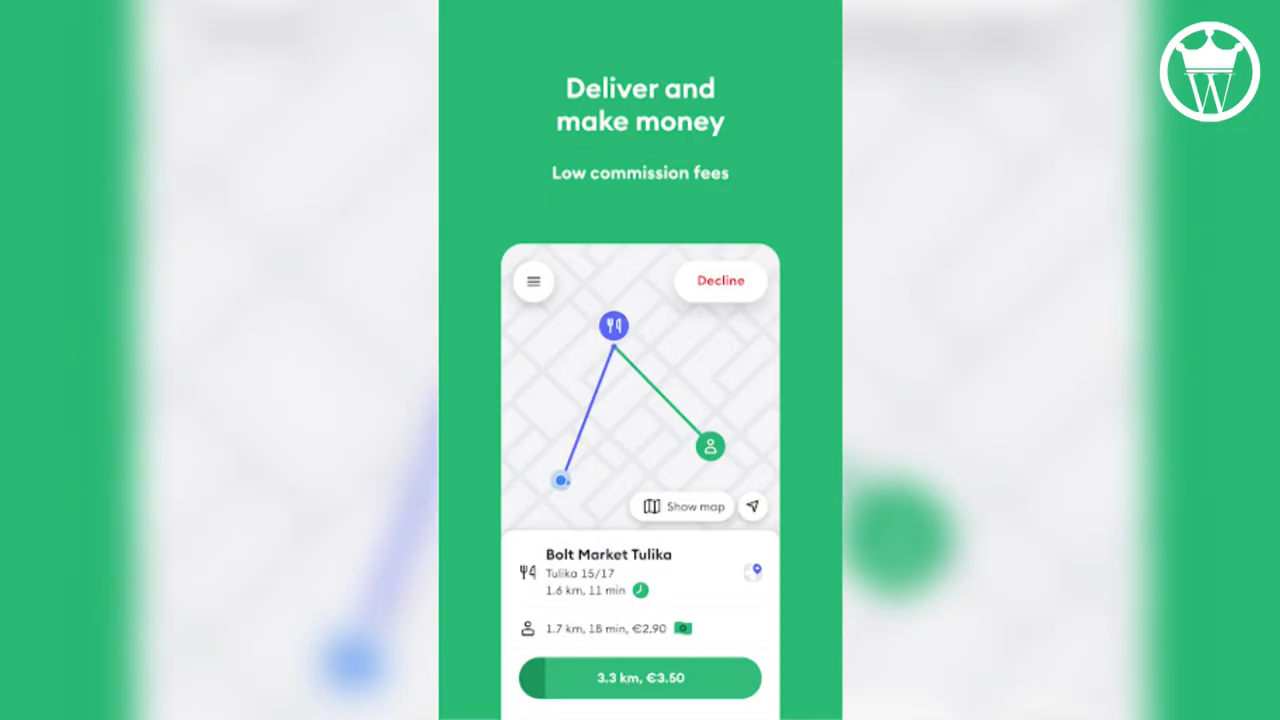 Deliver and
make money
Low commission fees
Decline
Show map
Bolt Market Tulika
Tulika 15/17
1.6 km, 11 min
1.7 km, 18 min, €2.90
3.3 km, €3.50
W